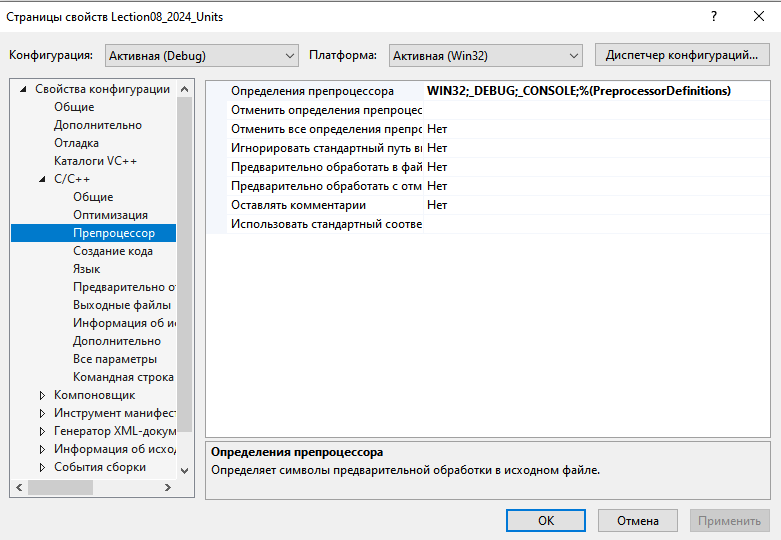 Страницы свойств Lection08_2024_Units
Конфигурация: Активная (Debug) Платформа: Активная (Win32) Диспетчер конфигураций...
Свойства конфигурации
Общие
Дополнительно
Отладка
Каталоги VC++
C/C++
Общие
Оптимизация
Препроцессор
Создание кода
Язык
Предварительно о
Выходные файлы
Информация об и
Дополнительно
Все параметры
Командная строка
Компоновщик
Инструмент манифес
Генератор XML-докум
Информация об исхо
События сборки
Определения препроцессора WIN32;_DEBUG;_CONSOLE;%(PreprocessorDefinitions)
Отменить определения препроцес
Отменить все определения препро Нет
Игнорировать стандартный путь в Нет
Предварительно обработать в фай Нет
Предварительно обработать с отм Нет
Оставлять комментарии Нет
Использовать стандартный соотве
Определения препроцессора
Определяет символы предварительной обработки в исходном файле.
ОК Отмена Применить